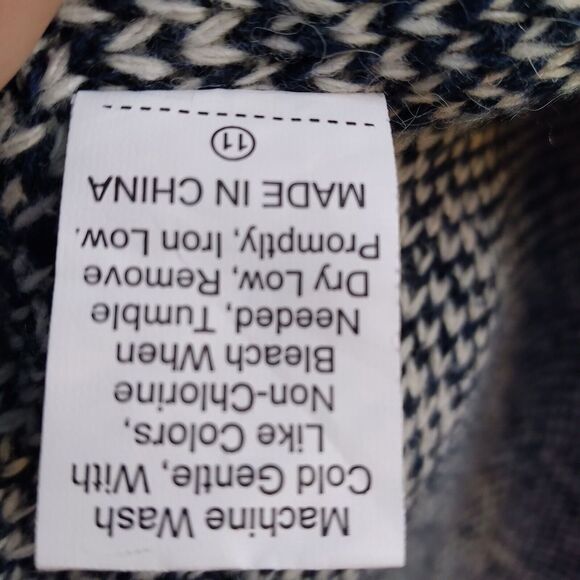 Machine Wash
Cold Gentle, With
Like Colors,
Non-Chlorine
Bleach When
Needed, Tumble
Dry Low, Remove
Promptly, Iron Low.
MADE IN CHINA
11